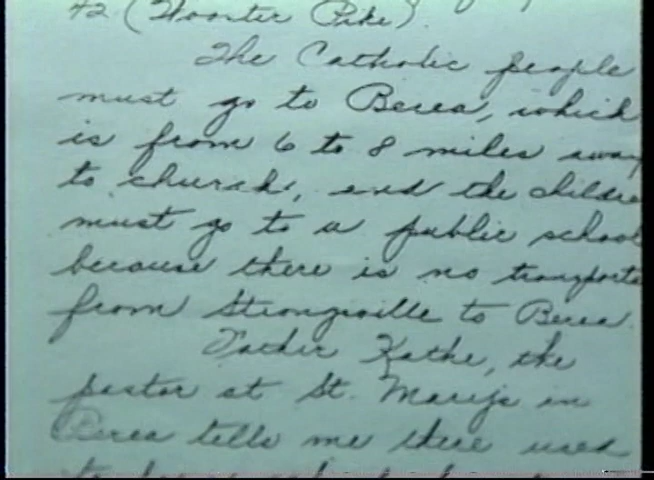 42 (Wooster Pike).
The Catholic people
must go to Berea, which
is from 6 to 8 miles away
to church, and the childre
must go to a public school
because there is no transporta
from Strongsville to Berea.
Father Kathe, the
pastor at St. Mary's in
Berea tells me there used